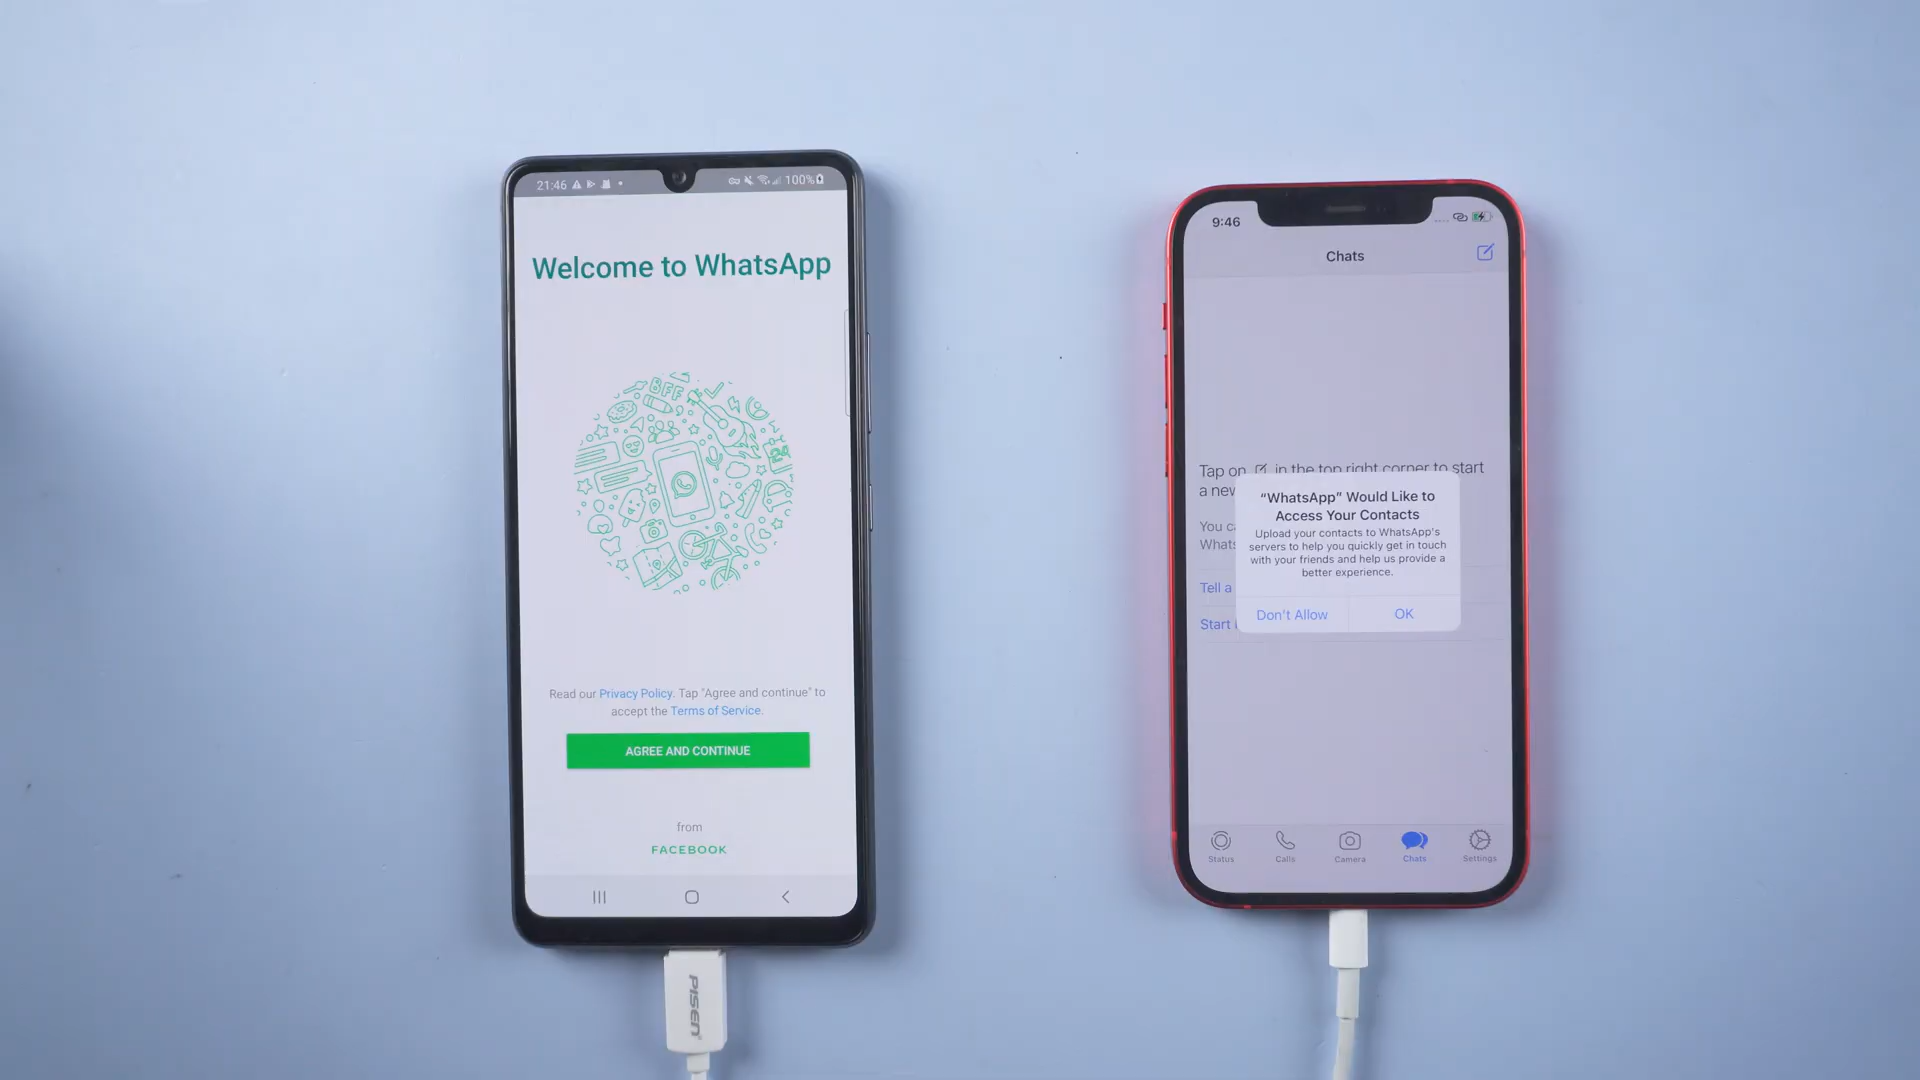 21:46
100%
Welcome to WhatsApp
BFF
24
Read our Privacy Policy. Tap "Agree and continue" to
accept the Terms of Service.
AGREE AND CONTINUE
from
FACEBOOK
PISEN
9:46
Chats
Tap on in the top right corner to start
a new
You
Whats
Tell a
Start
“WhatsApp” Would Like to
Access Your Contacts
Upload your contacts to WhatsApp's
servers to help you quickly get in touch
with your friends and help us provide a
better experience.
Don't Allow
OK
Status
Calls
Camera
Chats
Settings